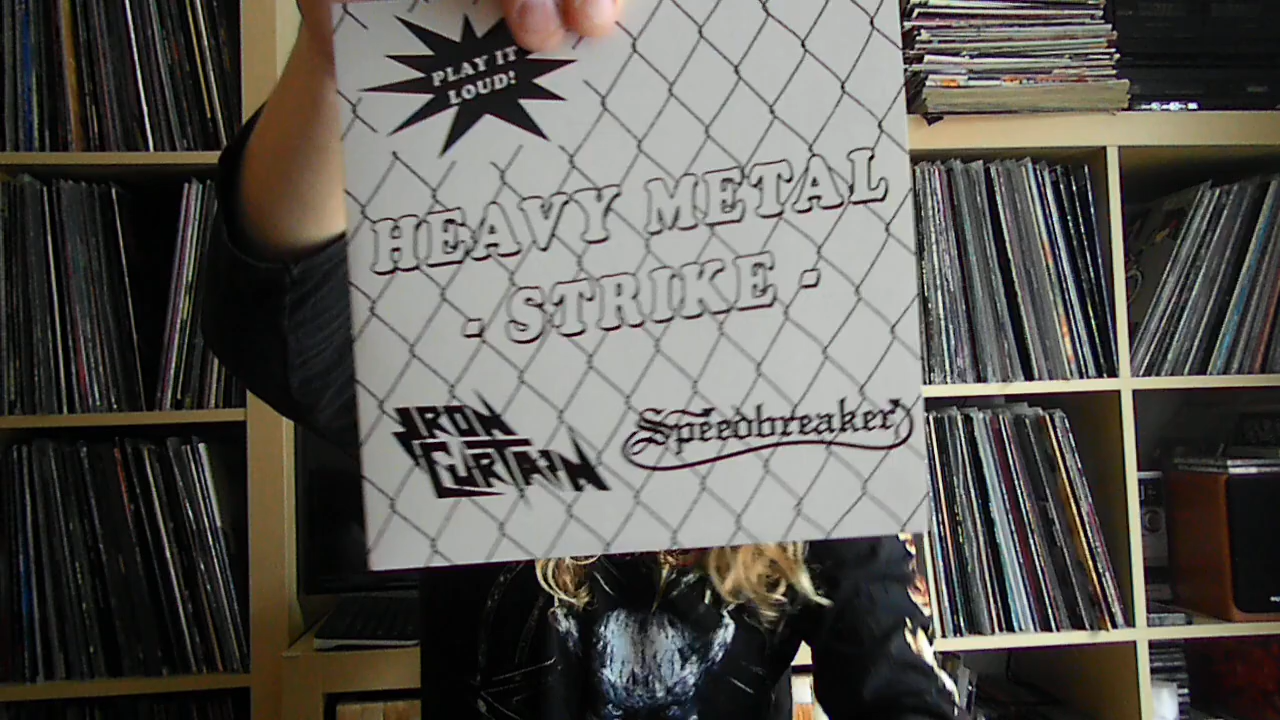 PLAY IT
LOUD!
HEAVY METAL
- STRIKE -
IRON
CURTAIN
Speedbreaker